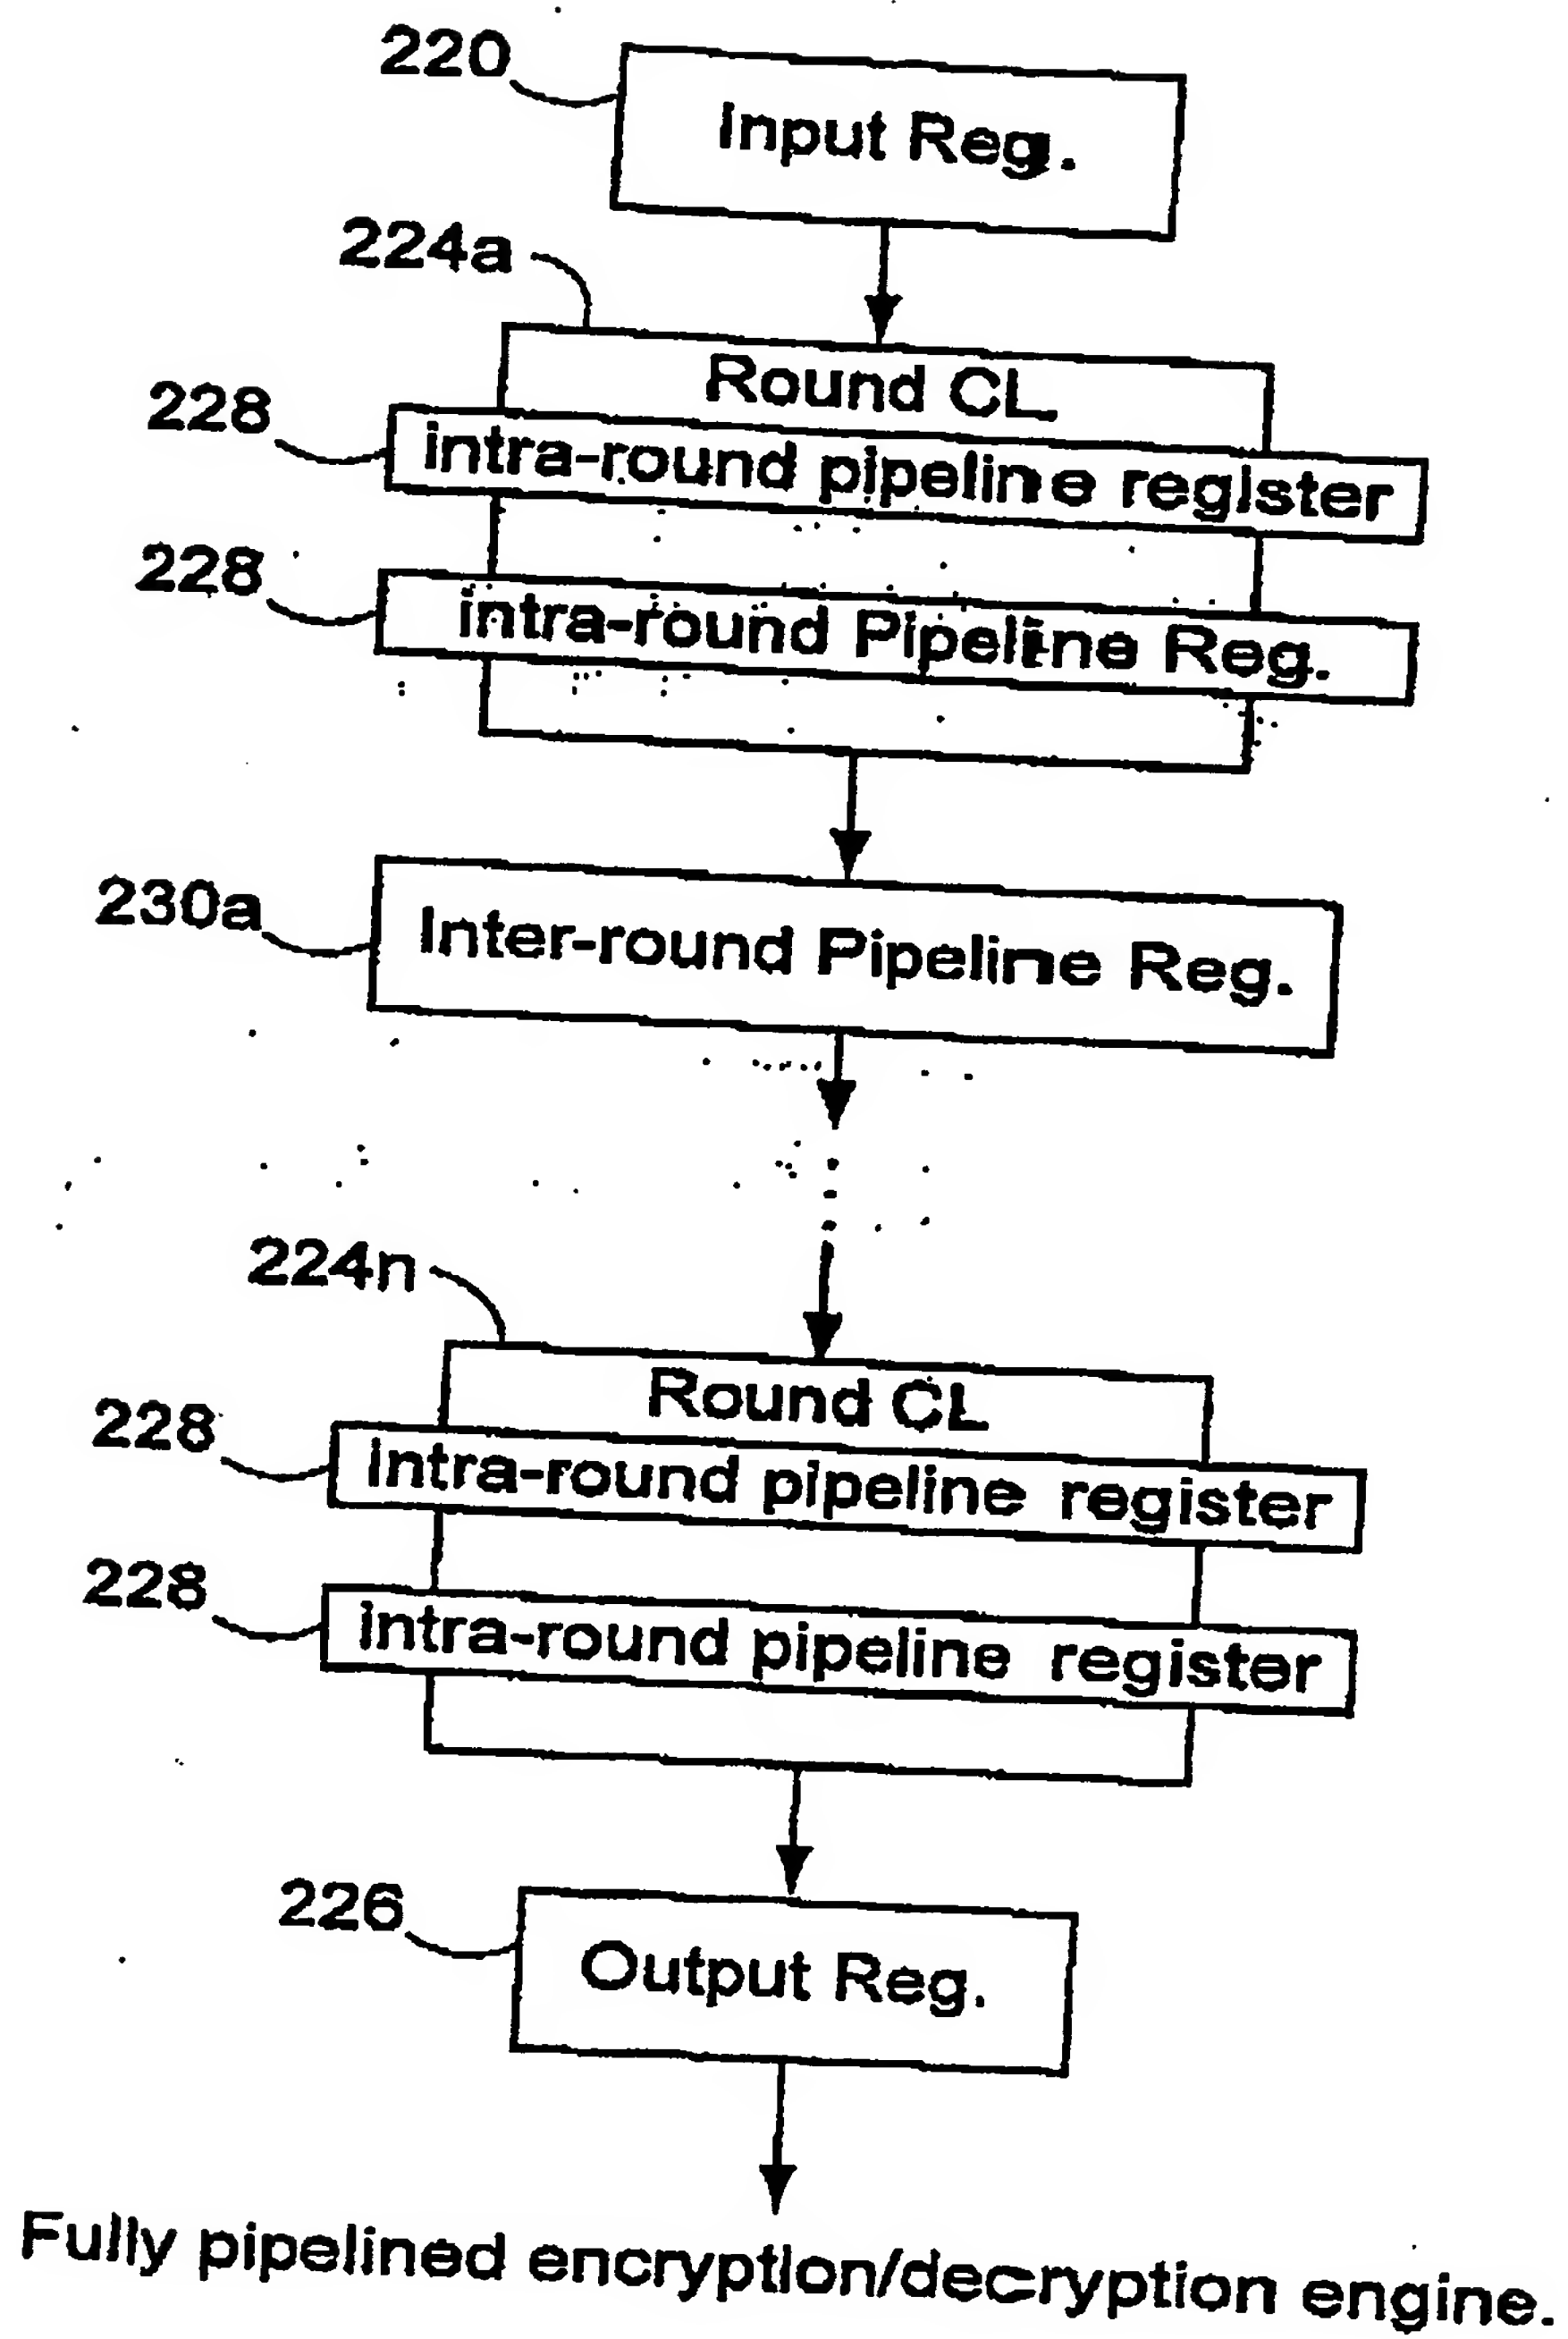 220
Input Reg.
224a
Round CL
228
intra-round pipeline register
228
intra-round Pipeline Reg.
230a
Inter-round Pipeline Reg.
224n
Round CL
228
intra-round pipeline register
228
intra-round pipeline register
226
Output Reg.
Fully pipelined encryption/decryption engine.